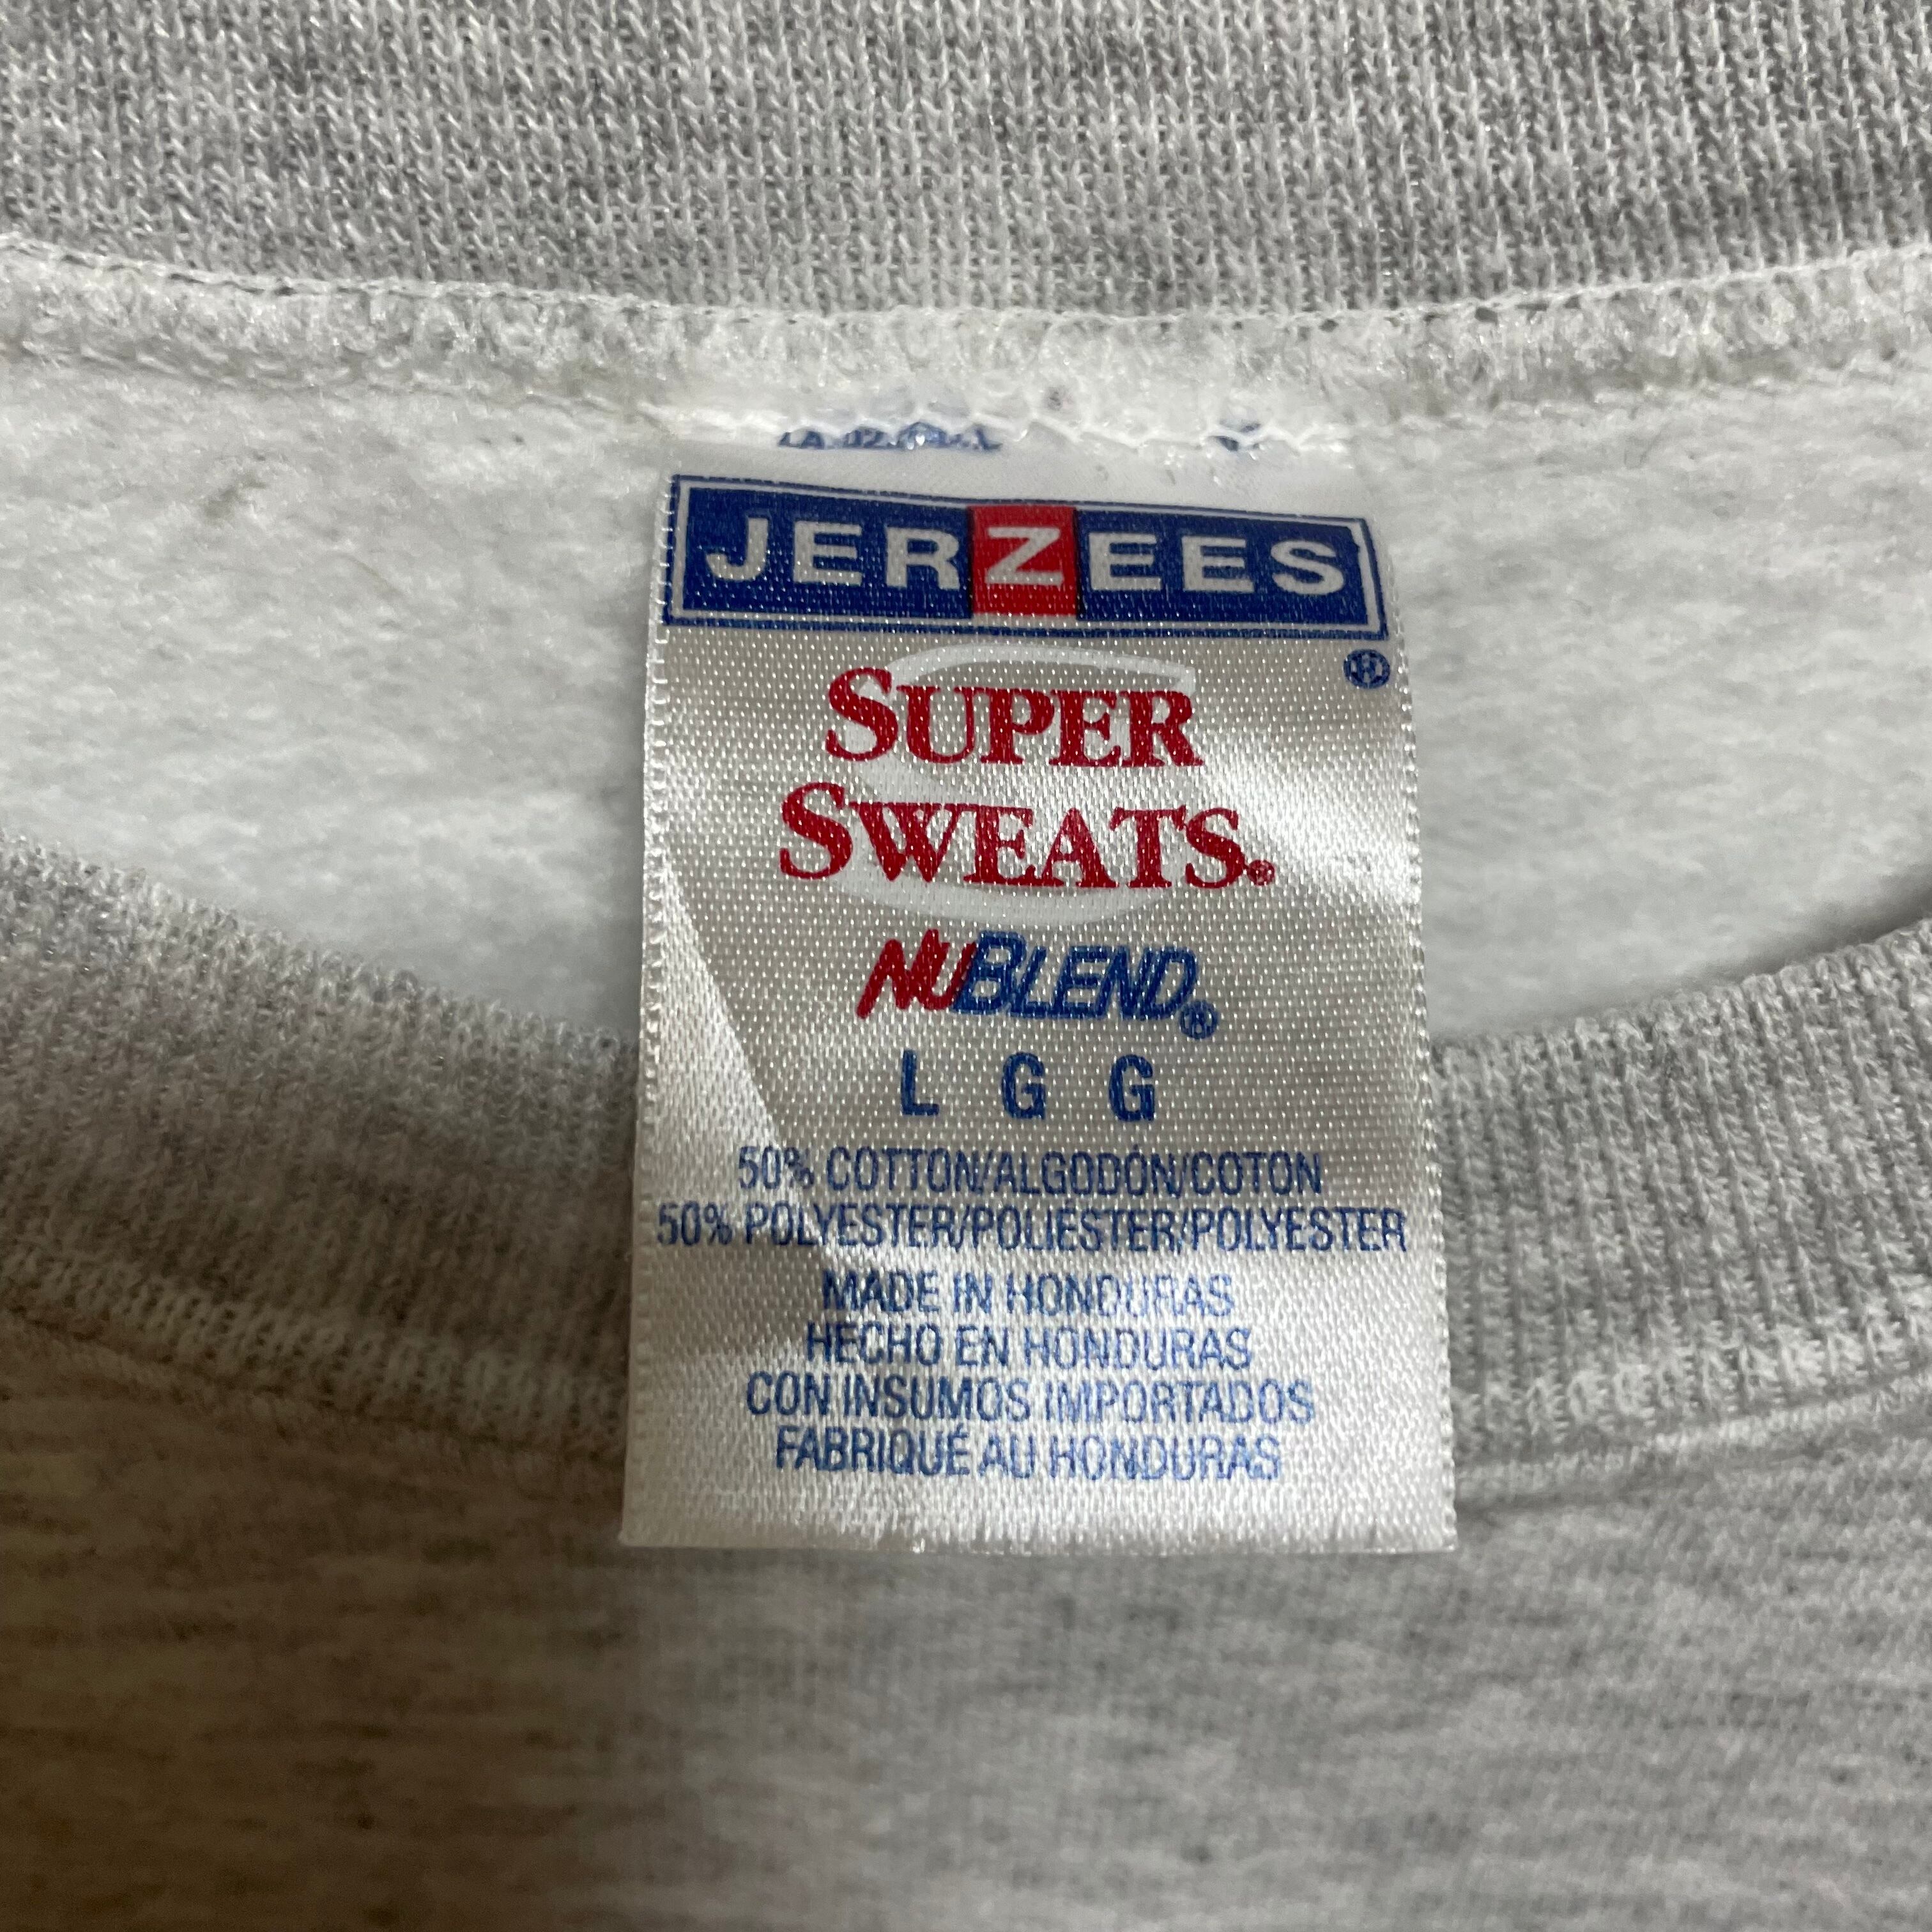 JERZEES
®
SUPER
SWEATS®
NUBLEND®
L G G
50% COTTON/ALGODÓN/COTON
50% POLYESTER/POLIÉSTER/POLYESTER
MADE IN HONDURAS
HECHO EN HONDURAS
CON INSUMOS IMPORTADOS
FABRIQUÉ AU HONDURAS